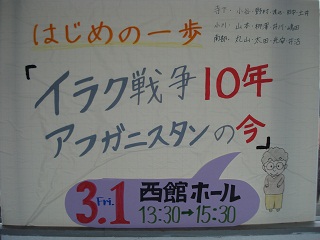 はじめの一歩
「イラク戦争10年
アフガニスタンの今」
3.1 Fri.
西館ホール
13:30→15:30